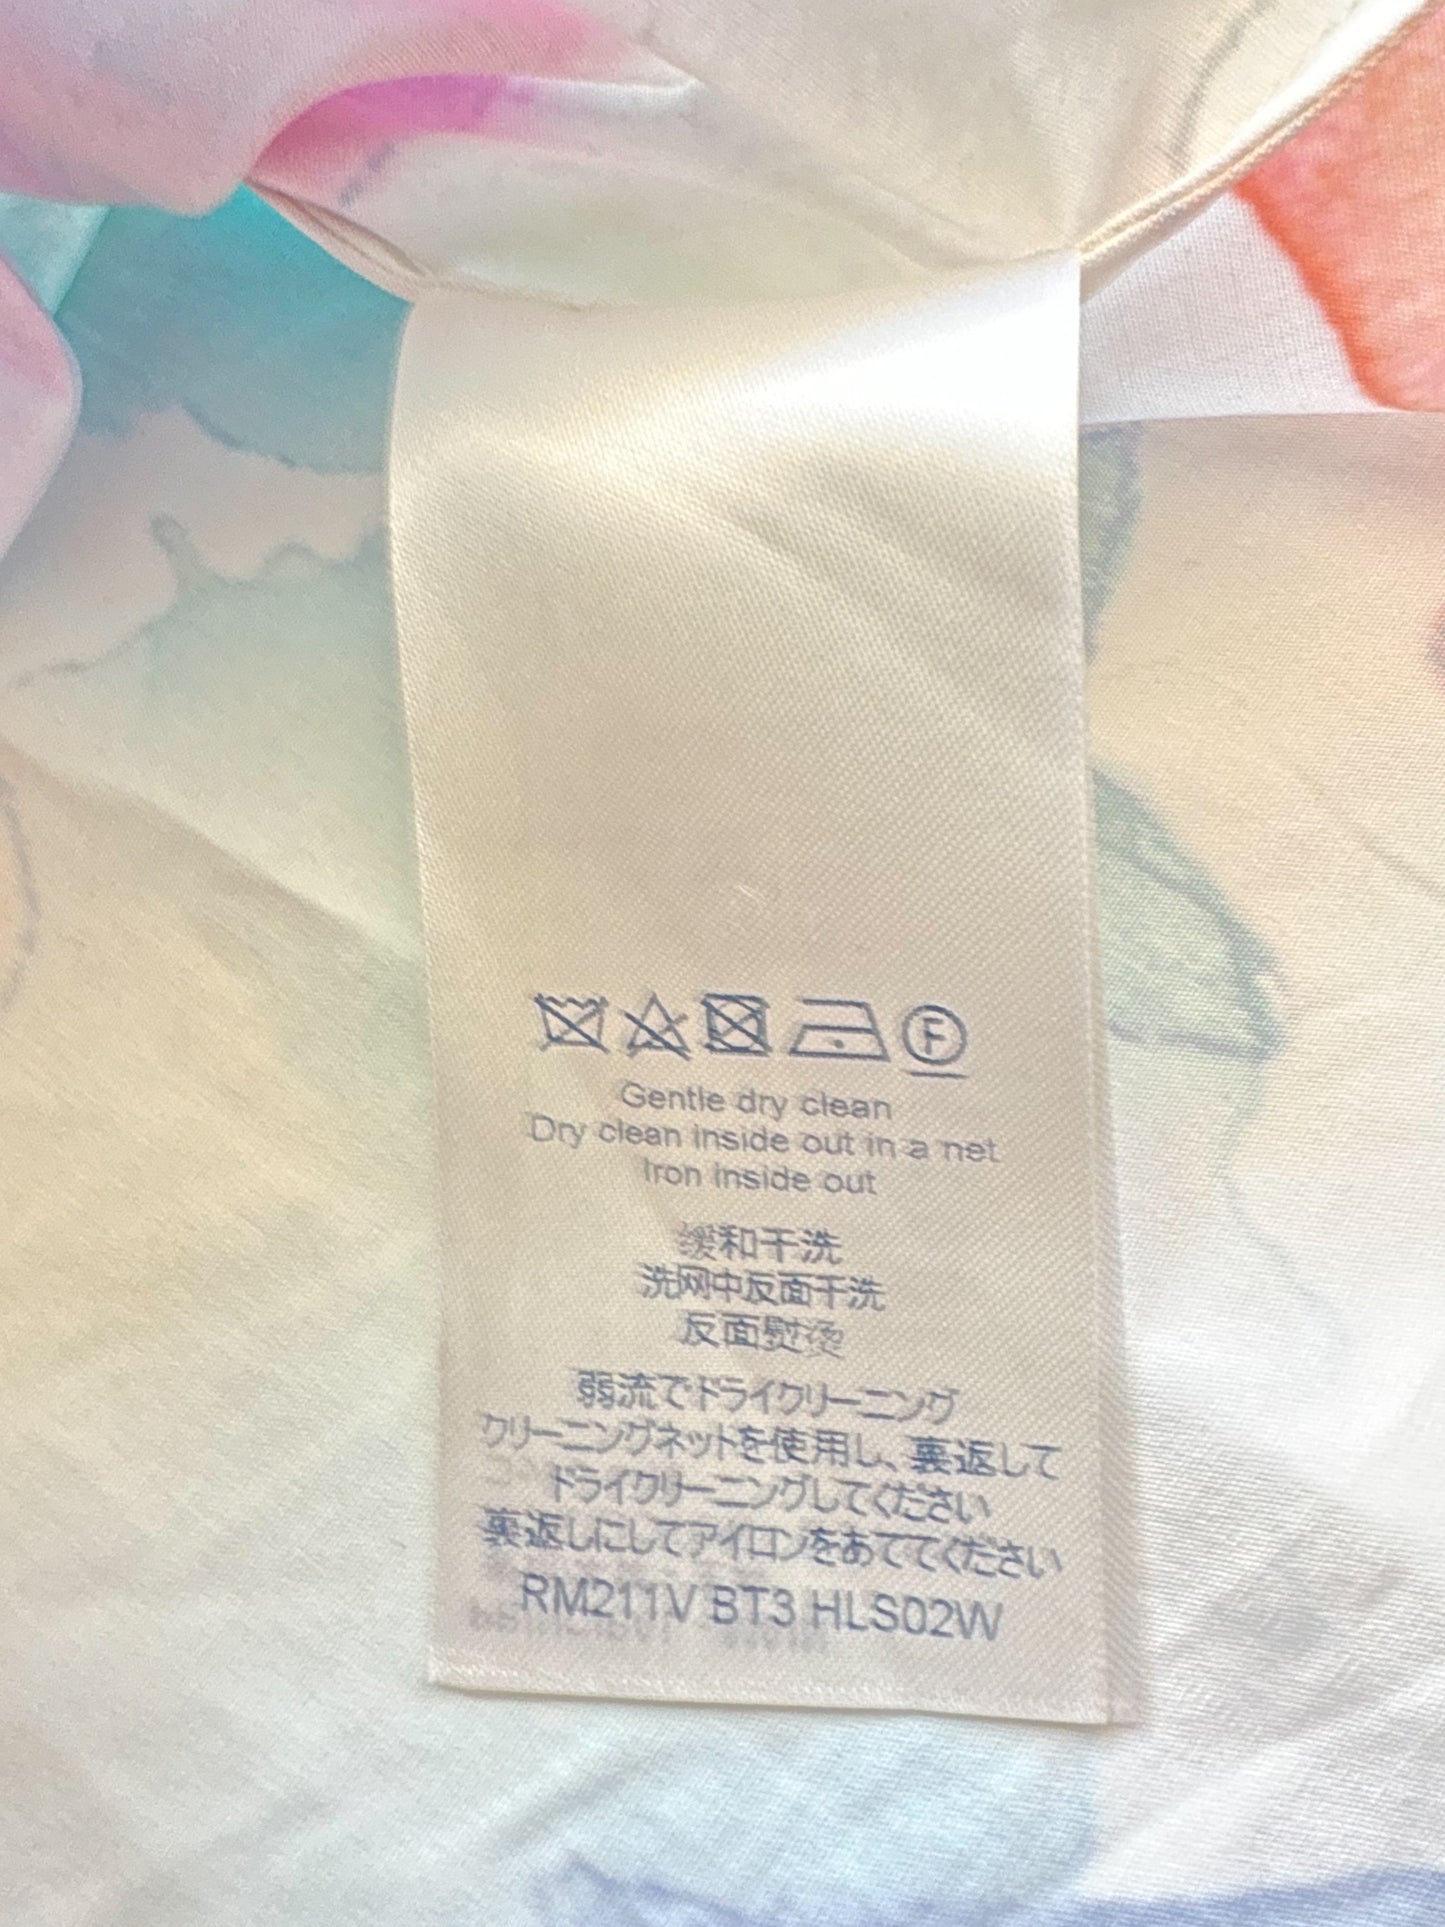 F
Gentle dry clean
Dry clean inside out in a net
Iron inside out
缓和干洗
洗网中反面干洗
反面熨烫
弱流でドライクリーニング
クリーニングネットを使用し、裏返して
ドライクリーニングしてください
裏返しにしてアイロンをあててください
RM211V BT3 HLS02W